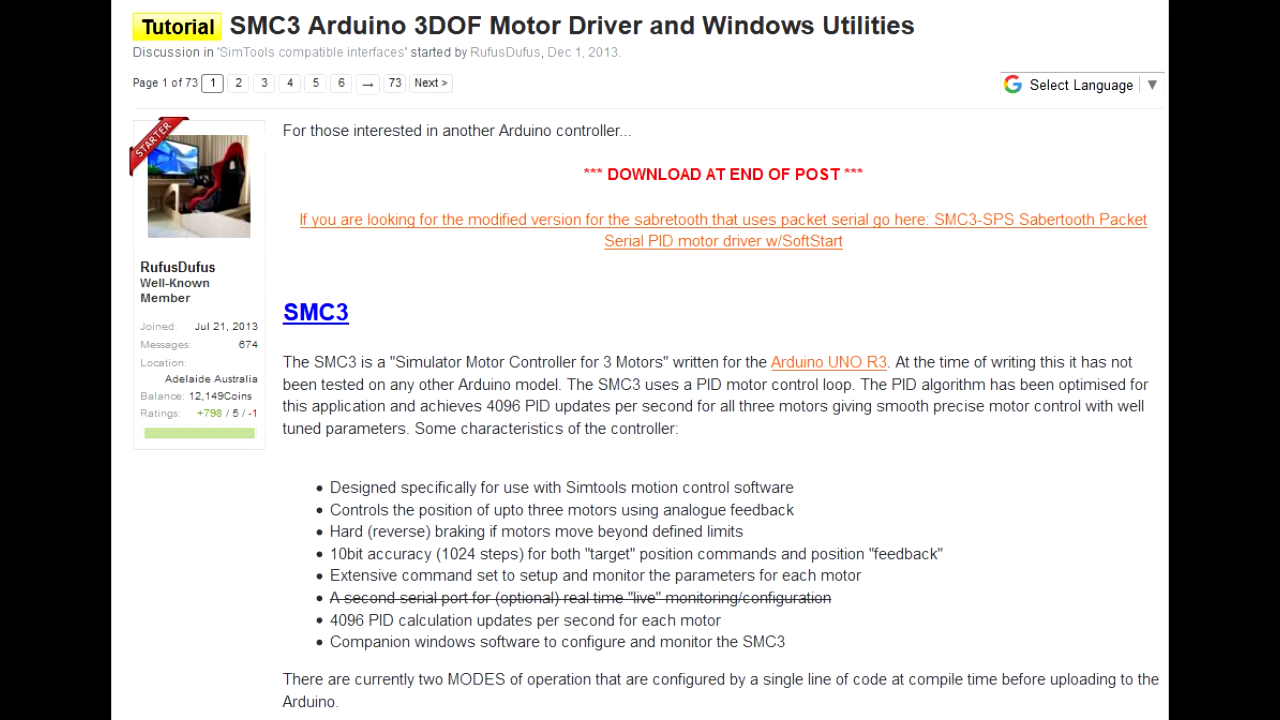 Tutorial SMC3 Arduino 3DOF Motor Driver and Windows Utilities
Discussion in 'SimTools compatible interfaces' started by RufusDufus, Dec 1, 2013.
Page 1 of 73 1 2 3 4 5 6 → 73 Next >
Select Language ▼
STARTER
RufusDufus
Well-Known
Member
Joined: Jul 21, 2013
Messages: 674
Location:
Adelaide Australia
Balance: 12,149Coins
Ratings: +798 / 5 / -1
For those interested in another Arduino controller...
*** DOWNLOAD AT END OF POST ***
If you are looking for the modified version for the sabretooth that uses packet serial go here: SMC3-SPS Sabertooth Packet
Serial PID motor driver w/SoftStart
SMC3
The SMC3 is a "Simulator Motor Controller for 3 Motors" written for the Arduino UNO R3. At the time of writing this it has not
been tested on any other Arduino model. The SMC3 uses a PID motor control loop. The PID algorithm has been optimised for
this application and achieves 4096 PID updates per second for all three motors giving smooth precise motor control with well
tuned parameters. Some characteristics of the controller:
• Designed specifically for use with Simtools motion control software
• Controls the position of upto three motors using analogue feedback
• Hard (reverse) braking if motors move beyond defined limits
• 10bit accuracy (1024 steps) for both "target" position commands and position "feedback"
• Extensive command set to setup and monitor the parameters for each motor
• A second serial port for (optional) real time "live" monitoring/configuration
• 4096 PID calculation updates per second for each motor
• Companion windows software to configure and monitor the SMC3
There are currently two MODES of operation that are configured by a single line of code at compile time before uploading to the
Arduino.